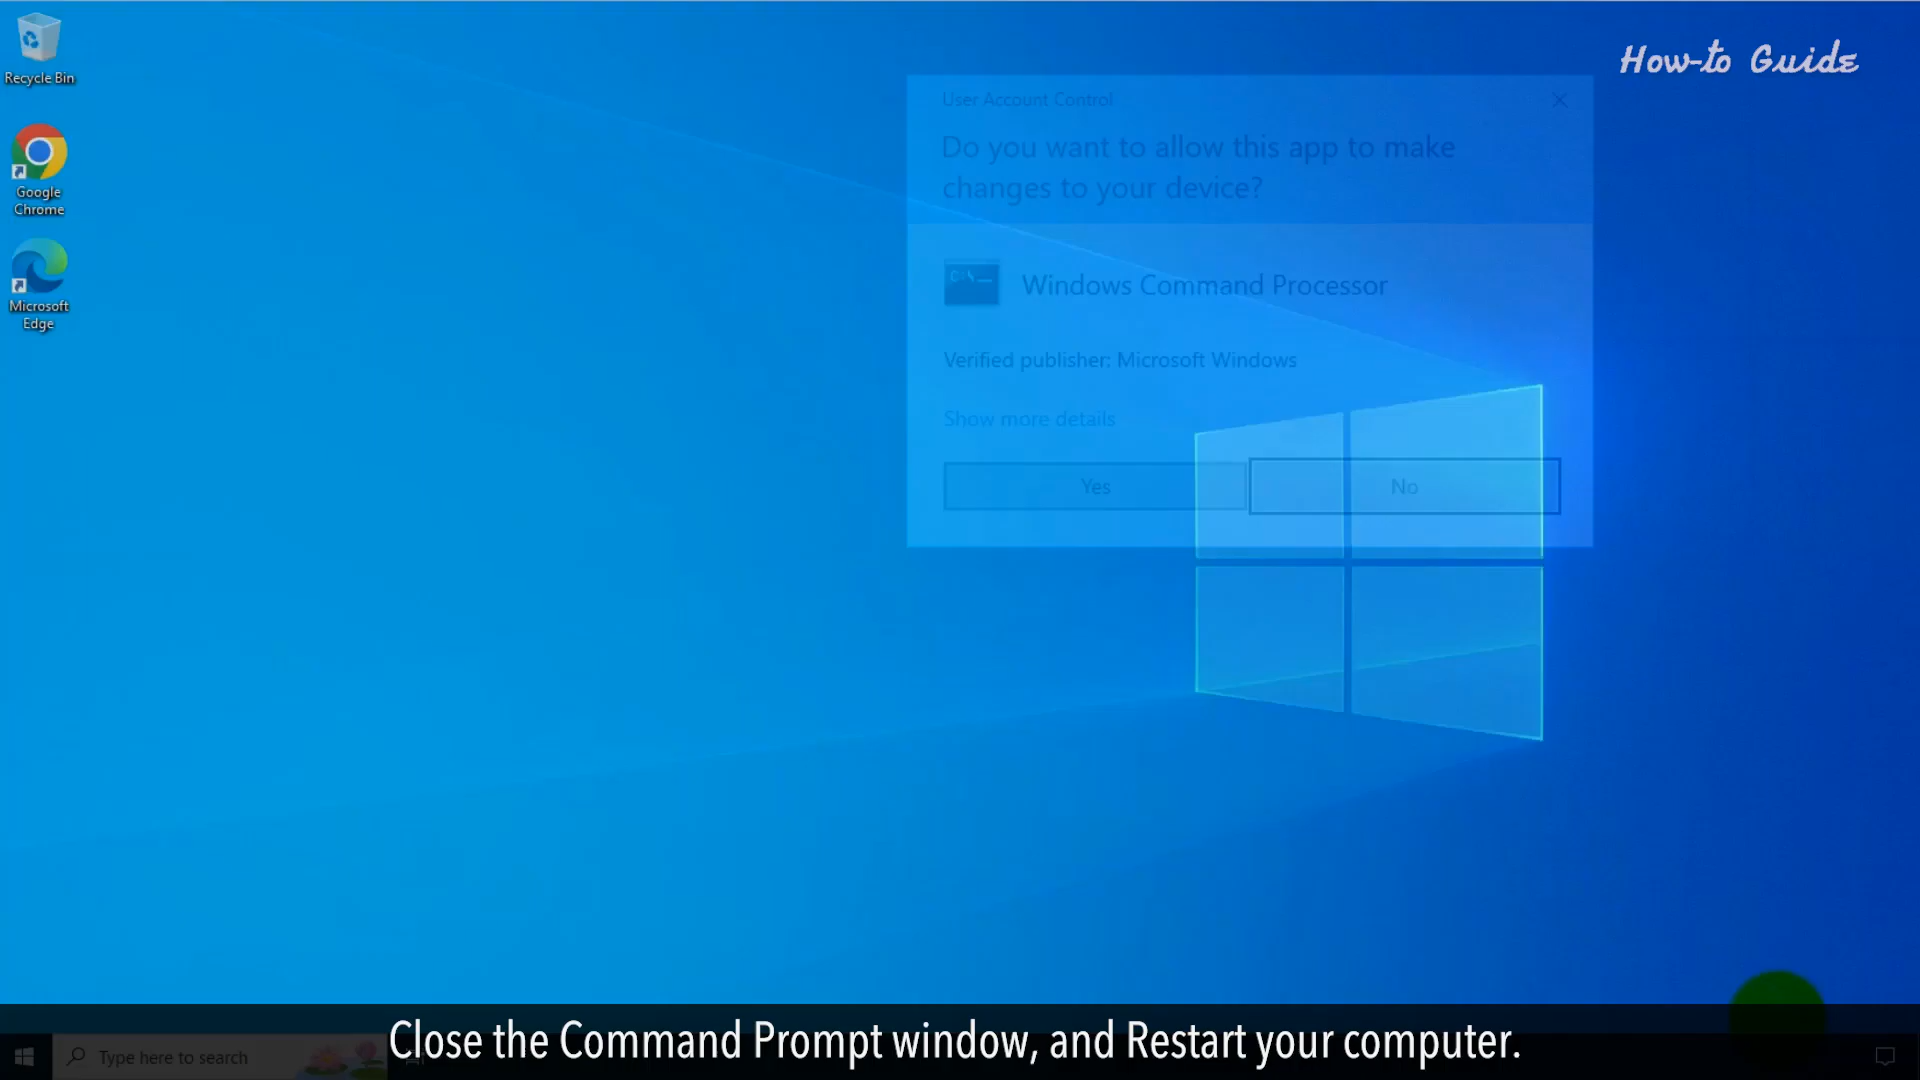 Recycle Bin
Google
Chrome
Microsoft
Edge
How-to Guide
User Account Control
Do you want to allow this app to make
changes to your device?
C:\
Windows Command Processor
Verified publisher: Microsoft Windows
Show more details
Yes
No
Close the Command Prompt window, and Restart your computer.
Type here to search